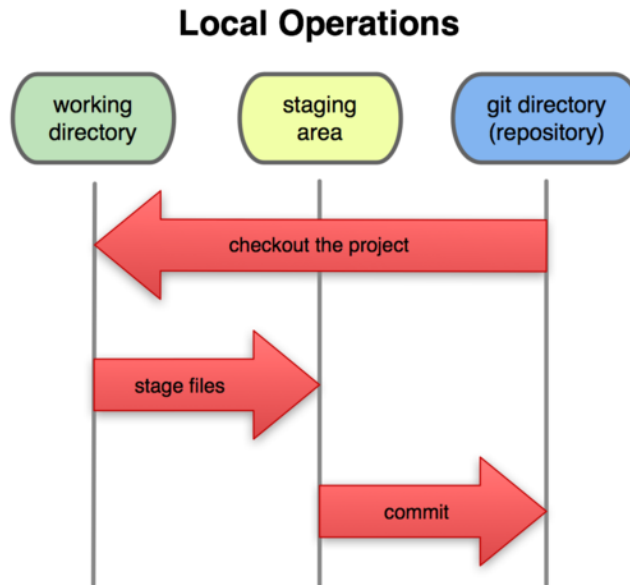 Local Operations
working
directory
staging
area
git directory
(repository)
checkout the project
stage files
commit